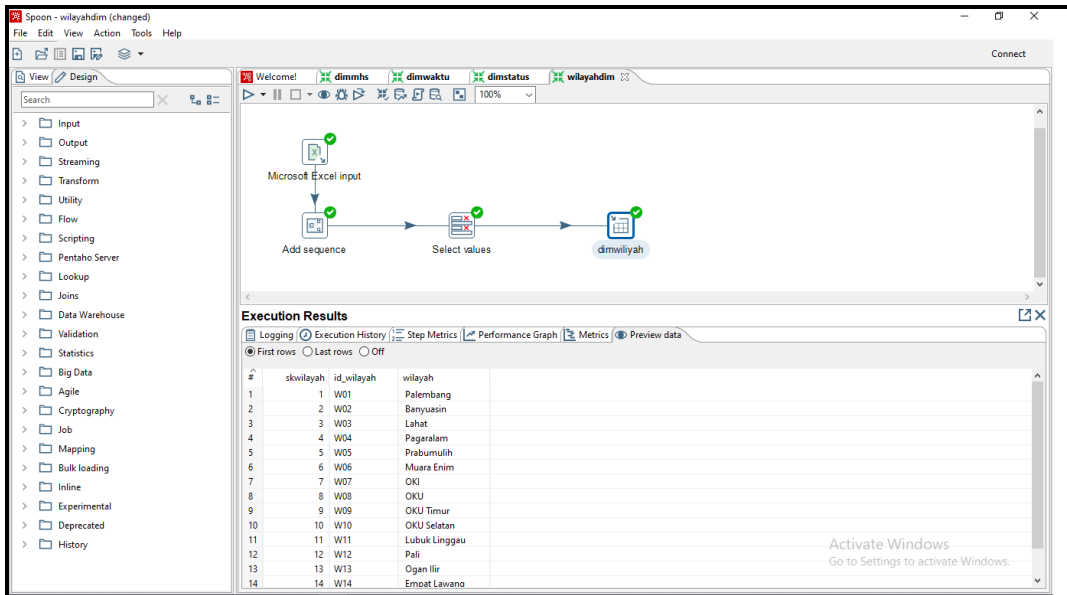 Spoon - wilayahdim (changed)
File Edit View Action Tools Help
Connect
View Design
Search
Input
Output
Streaming
Transform
Utility
Flow
Scripting
Pentaho Server
Lookup
Joins
Data Warehouse
Validation
Statistics
Big Data
Agile
Cryptography
Job
Mapping
Bulk loading
Inline
Experimental
Deprecated
History
Welcome! dimmhs dimwaktu dimstatus wilayahdim
100%
Microsoft Excel input
Add sequence Select values dimwiliyah
Execution Results
Logging Execution History Step Metrics Performance Graph Metrics Preview data
First rows Last rows Off
# skwilayah id_wilayah wilayah
1 1 W01 Palembang
2 2 W02 Banyuasin
3 3 W03 Lahat
4 4 W04 Pagaralam
5 5 W05 Prabumulih
6 6 W06 Muara Enim
7 7 W07 OKI
8 8 W08 OKU
9 9 W09 OKU Timur
10 10 W10 OKU Selatan
11 11 W11 Lubuk Linggau
12 12 W12 Pali
13 13 W13 Ogan Ilir
14 14 W14 Empat Lawang
Activate Windows
Go to Settings to activate Windows.